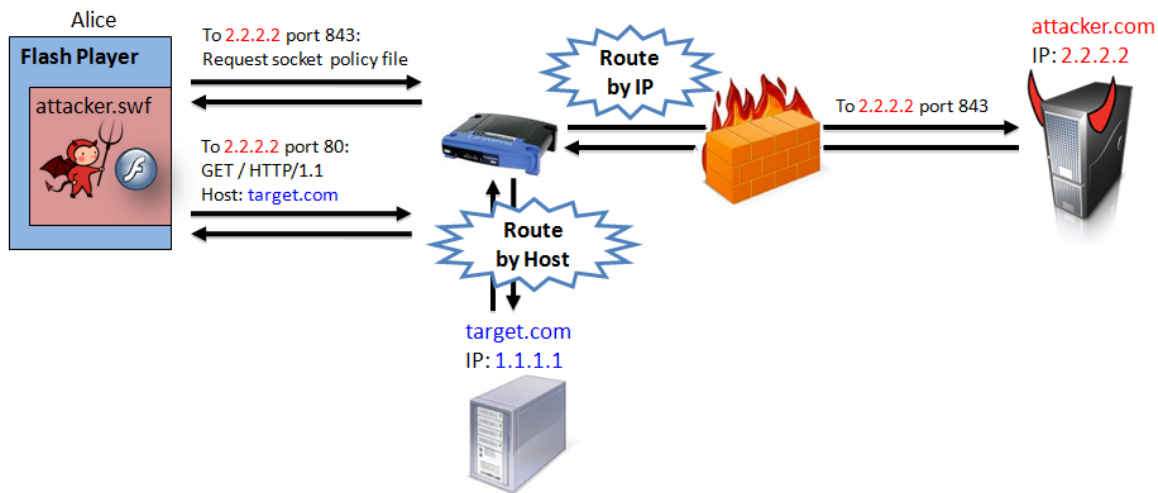 Alice
Flash Player
attacker.swf
To 2.2.2.2 port 843:
Request socket policy file
To 2.2.2.2 port 80:
GET / HTTP/1.1
Host: target.com
Route
by IP
Route
by Host
To 2.2.2.2 port 843
attacker.com
IP: 2.2.2.2
target.com
IP: 1.1.1.1